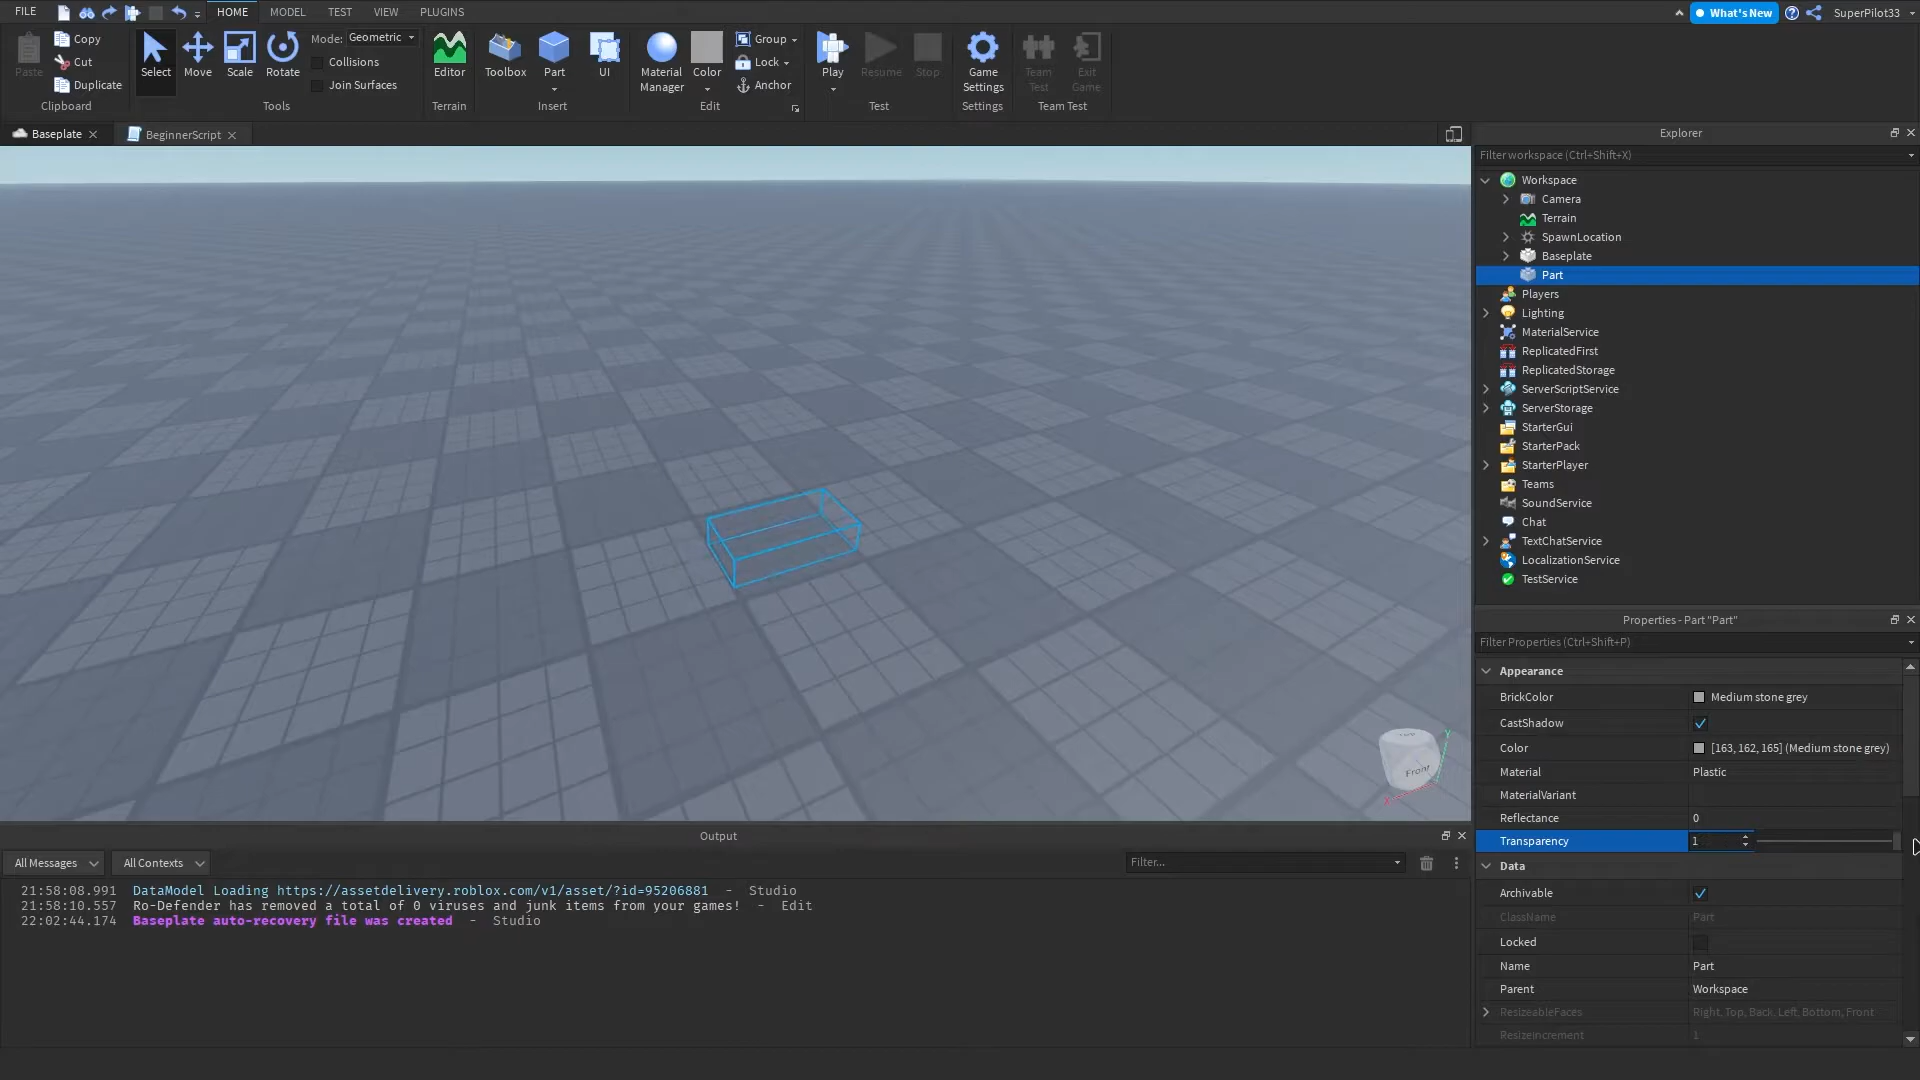 FILE
HOME
MODEL
TEST
VIEW
PLUGINS
What's New
SuperPilot33
Paste
Copy
Cut
Duplicate
Clipboard
Select
Move
Scale
Rotate
Mode: Geometric
Collisions
Join Surfaces
Tools
Editor
Terrain
Toolbox
Part
UI
Insert
Material Manager
Color
Group
Lock
Anchor
Edit
Play
Resume
Stop
Test
Game Settings
Settings
Team Test
Exit Game
Team Test
Baseplate
BeginnerScript
Front
Y
X
Explorer
Filter workspace (Ctrl+Shift+X)
Workspace
Camera
Terrain
SpawnLocation
Baseplate
Part
Players
Lighting
MaterialService
ReplicatedFirst
ReplicatedStorage
ServerScriptService
ServerStorage
StarterGui
StarterPack
StarterPlayer
Teams
SoundService
Chat
TextChatService
LocalizationService
TestService
Properties - Part "Part"
Filter Properties (Ctrl+Shift+P)
Appearance
BrickColor Medium stone grey
CastShadow
Color [163, 162, 165] (Medium stone grey)
Material Plastic
MaterialVariant
Reflectance 0
Transparency 1
Data
Archivable
ClassName Part
Locked
Name Part
Parent Workspace
ResizeableFaces Right, Top, Back, Left, Bottom, Front
ResizeIncrement 1
Output
All Messages
All Contexts
Filter...
21:58:08.991 DataModel Loading https://assetdelivery.roblox.com/v1/asset/?id=95206881 - Studio
21:58:10.557 Ro-Defender has removed a total of 0 viruses and junk items from your games! - Edit
22:02:44.174 Baseplate auto-recovery file was created - Studio